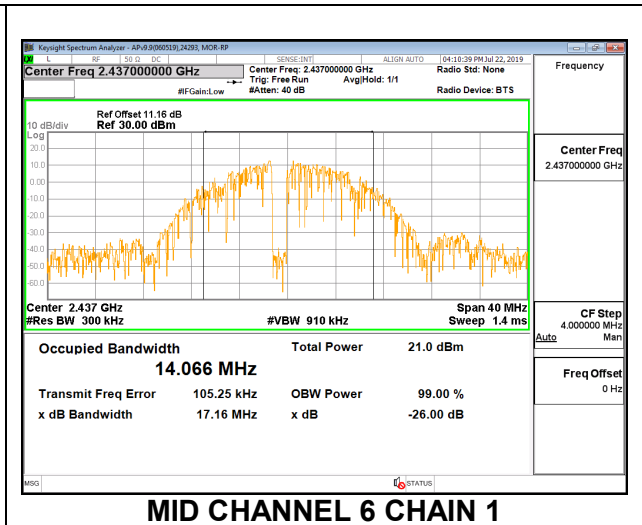 Keysight Spectrum Analyzer - APv9.9(060519),24293, MOR-RP
L RF 50 Ω DC SENSE:INT ALIGN AUTO 04:10:39 PM Jul 22, 2019
Center Freq 2.437000000 GHz
Center Freq: 2.437000000 GHz Radio Std: None
Trig: Free Run Avg|Hold: 1/1
#IFGain:Low #Atten: 40 dB Radio Device: BTS
Frequency
Ref Offset 11.16 dB
10 dB/div Ref 30.00 dBm
Log
20.0
10.0
0.00
-10.0
-20.0
-30.0
-40.0
-50.0
-60.0
Center Freq
2.437000000 GHz
Center 2.437 GHz Span 40 MHz
#Res BW 300 kHz #VBW 910 kHz Sweep 1.4 ms
CF Step
4.000000 MHz
Auto Man
Freq Offset
0 Hz
Occupied Bandwidth Total Power 21.0 dBm
14.066 MHz
Transmit Freq Error 105.25 kHz OBW Power 99.00 %
x dB Bandwidth 17.16 MHz x dB -26.00 dB
MSG STATUS
MID CHANNEL 6 CHAIN 1